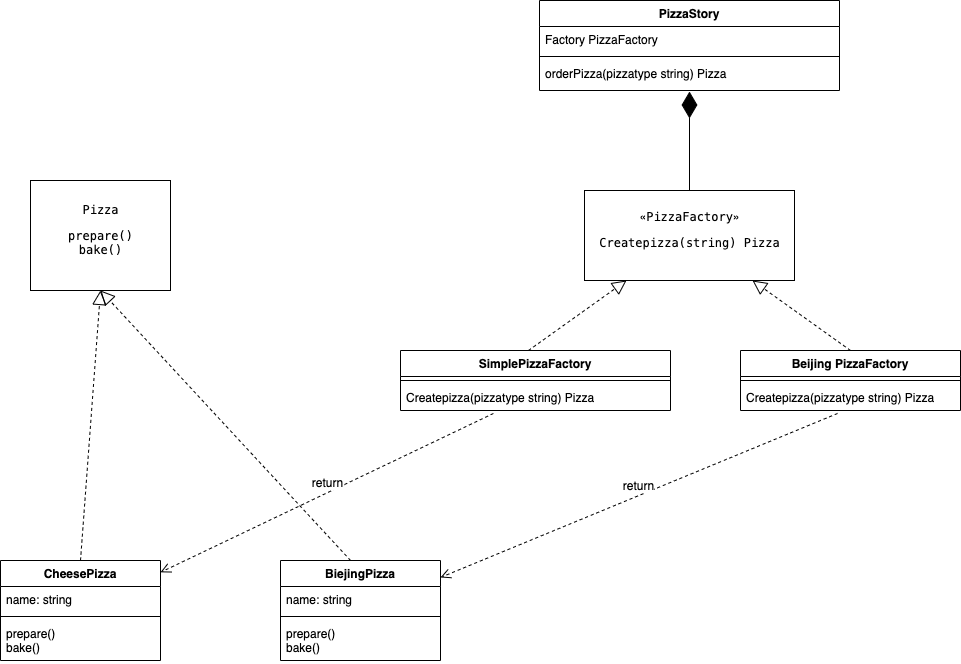 PizzaStory
Factory PizzaFactory
orderPizza(pizzatype string) Pizza
Pizza
prepare()
bake()
«PizzaFactory»
Createpizza(string) Pizza
SimplePizzaFactory
Createpizza(pizzatype string) Pizza
Beijing PizzaFactory
Createpizza(pizzatype string) Pizza
return
return
CheesePizza
name: string
prepare()
bake()
BiejingPizza
name: string
prepare()
bake()